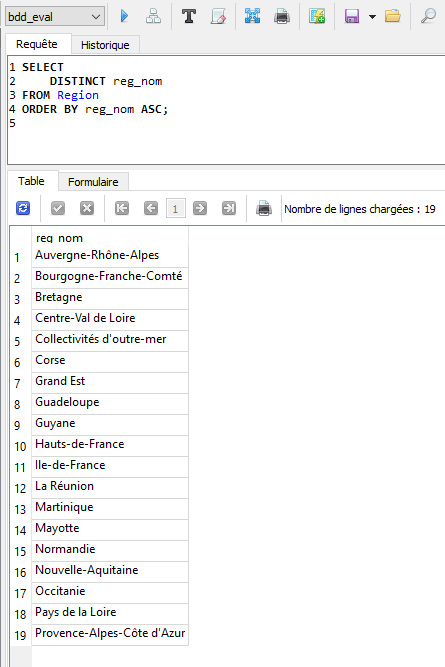 bdd_eval
Requête Historique
1 SELECT
2 DISTINCT reg_nom
3 FROM Region
4 ORDER BY reg_nom ASC;
5
Table Formulaire
1 Nombre de lignes chargées : 19
reg_nom
1 Auvergne-Rhône-Alpes
2 Bourgogne-Franche-Comté
3 Bretagne
4 Centre-Val de Loire
5 Collectivités d'outre-mer
6 Corse
7 Grand Est
8 Guadeloupe
9 Guyane
10 Hauts-de-France
11 Ile-de-France
12 La Réunion
13 Martinique
14 Mayotte
15 Normandie
16 Nouvelle-Aquitaine
17 Occitanie
18 Pays de la Loire
19 Provence-Alpes-Côte d'Azur